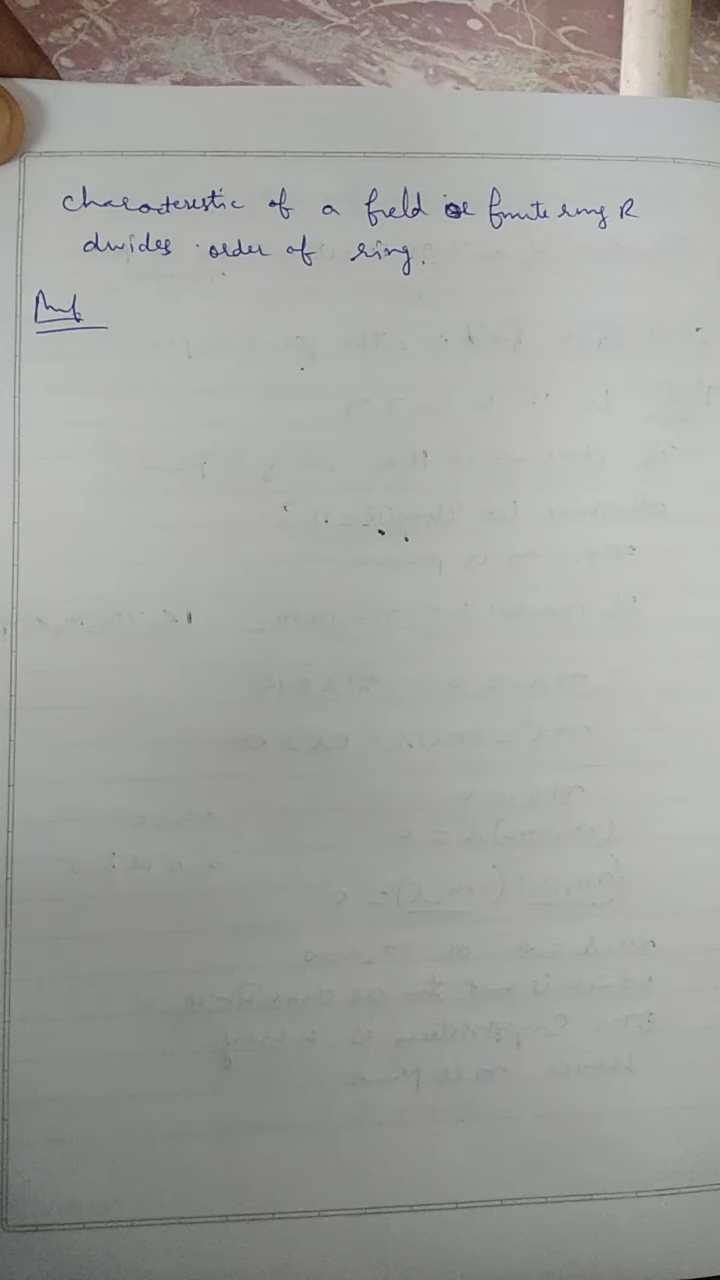 characteristic of a field or finite ring R
divides order of ring.
Proof